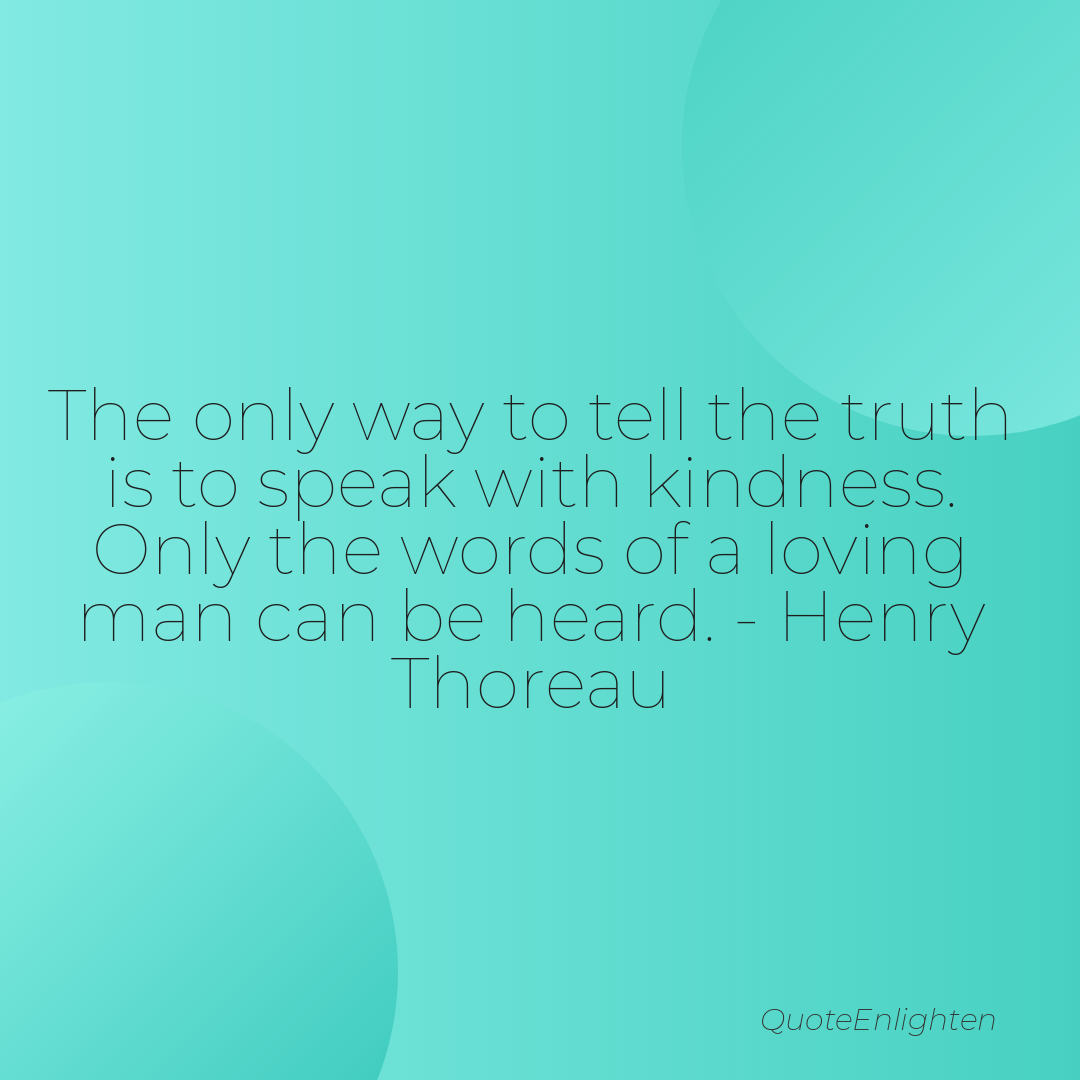 The only way to tell the truth
is to speak with kindness.
Only the words of a loving
man can be heard. - Henry
Thoreau
QuoteEnlighten